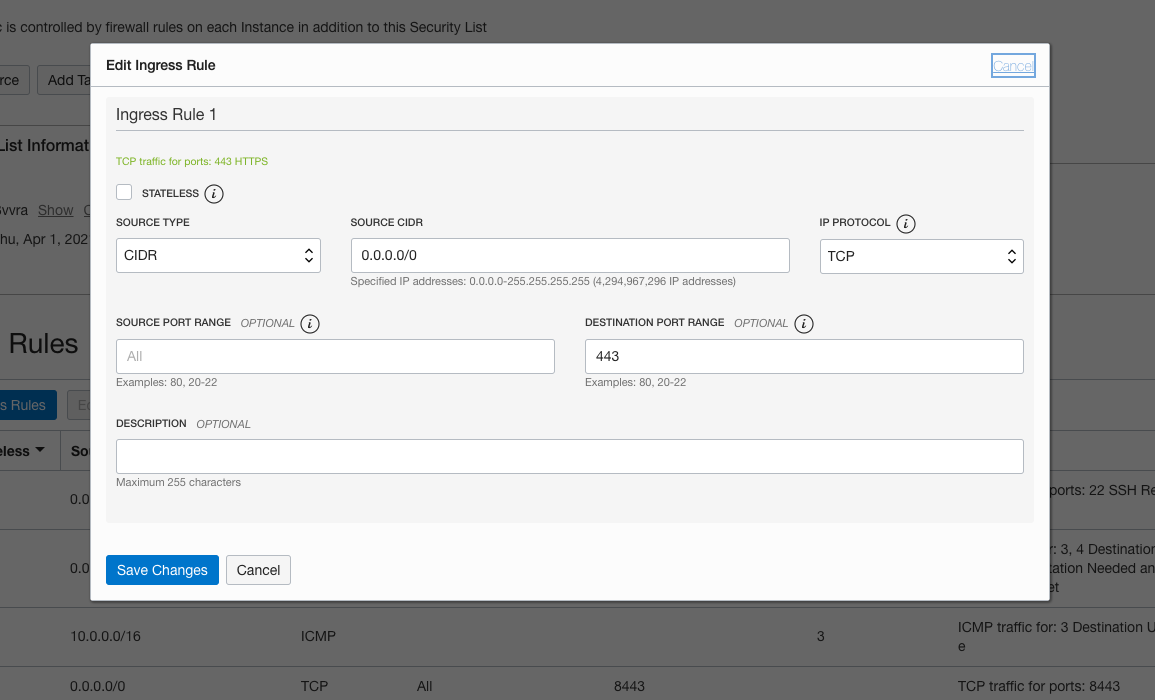 is controlled by firewall rules on each Instance in addition to this Security List
Edit Ingress Rule
Cancel
Add Ta
rce
Ingress Rule 1
List Informat
TCP traffic for ports: 443 HTTPS
STATELESS i
vvra Show
SOURCE TYPE
SOURCE CIDR
IP PROTOCOL i
hu, Apr 1, 202
CIDR
0.0.0.0/0
TCP
Specified IP addresses: 0.0.0.0-255.255.255.255 (4,294,967,296 IP addresses)
SOURCE PORT RANGE OPTIONAL i
DESTINATION PORT RANGE OPTIONAL i
Rules
All
443
Examples: 80, 20-22
Examples: 80, 20-22
s Rules
DESCRIPTION OPTIONAL
eless
So
Maximum 255 characters
0.0
ports: 22 SSH Re
Save Changes
Cancel
0.0
: 3, 4 Destination
tation Needed an
et
10.0.0.0/16
ICMP
3
ICMP traffic for: 3 Destination U
e
0.0.0.0/0
TCP
All
8443
TCP traffic for ports: 8443